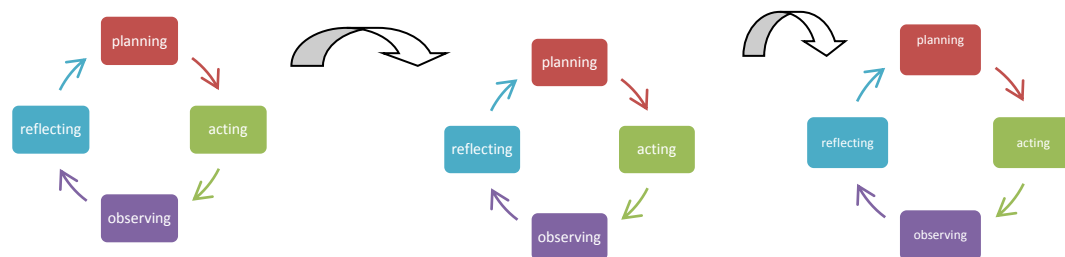 planning
acting
observing
reflecting
planning
acting
observing
reflecting
planning
acting
observing
reflecting